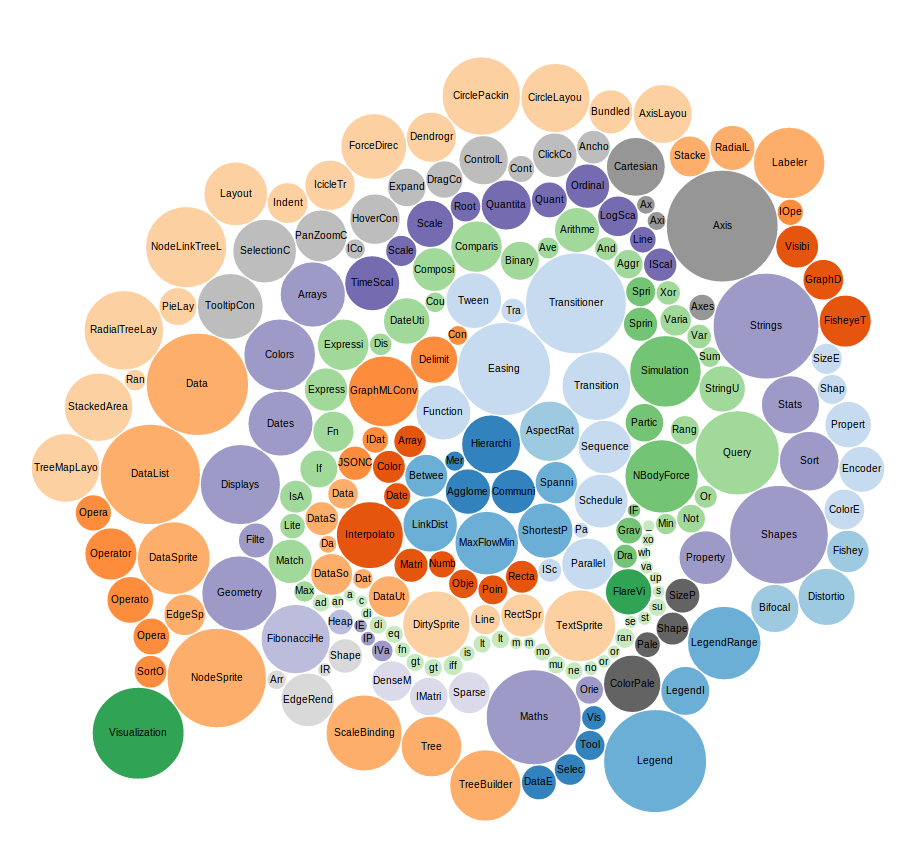 CirclePackin
CircleLayou
Bundled
AxisLayou
Dendrogr
ForceDirec
ControlL
ClickCo
Ancho
Stacke
RadialL
Labeler
Cartesian
Cont
DragCo
Expand
IcicleTr
Layout
Indent
Ordinal
Quant
Quantita
Root
Ax
Axi
IOpe
Axis
LogSca
Scale
HoverCon
PanZoomC
ICo
SelectionC
NodeLinkTreeL
Arithme
Line
Visibi
Comparis
Ave
And
Binary
Scale
Aggr
IScal
Composi
TimeScal
GraphD
Arrays
TooltipCon
PieLay
Cou
Tween
Tra
Transitioner
Spri
Xor
Axes
Varia
Sprin
DateUti
FisheyeT
Strings
RadialTreeLay
Con
Var
Dis
Expressi
Colors
Delimit
Sum
SizeE
Easing
Simulation
Ran
Data
Transition
Express
GraphMLConv
StringU
Shap
StackedArea
Function
Stats
Dates
Fn
IDat
Array
Hierarchi
AspectRat
Partic
Rang
Propert
Sequence
Query
Sort
TreeMapLayo
DataList
If
JSONC
Color
Mer
Encoder
Displays
Betwee
Agglome
Communi
Spanni
NBodyForce
IsA
Data
Date
Or
Schedule
IF
ColorE
Opera
DataS
Lite
LinkDist
ShortestP
Pa
Grav
_
Min
Not
Filte
Interpolato
MaxFlowMin
xo
Shapes
Da
Operator
DataSprite
Match
wh
Dra
Property
Fishey
DataSo
Matri
Numb
ISc
Parallel
va
Dat
Recta
up
Obje
Poin
Geometry
Max
DataUt
FlareVi
s
SizeP
Distortio
Operato
ad
an
a
c
su
Bifocal
EdgeSp
di
RectSpr
Line
st
se
Heap
IE
di
DirtySprite
TextSprite
Shape
Opera
FibonacciHe
IP
eq
ran
Pale
LegendRange
lt
lt
m
m
IVa
fn
is
mo
or
Shape
gt
gt
iff
mu
ne
no
or
SortO
IR
Arr
NodeSprite
DenseM
IMatri
Sparse
Orie
ColorPale
LegendI
EdgeRend
Maths
Vis
Visualization
ScaleBinding
Tree
Tool
Legend
Selec
DataE
TreeBuilder